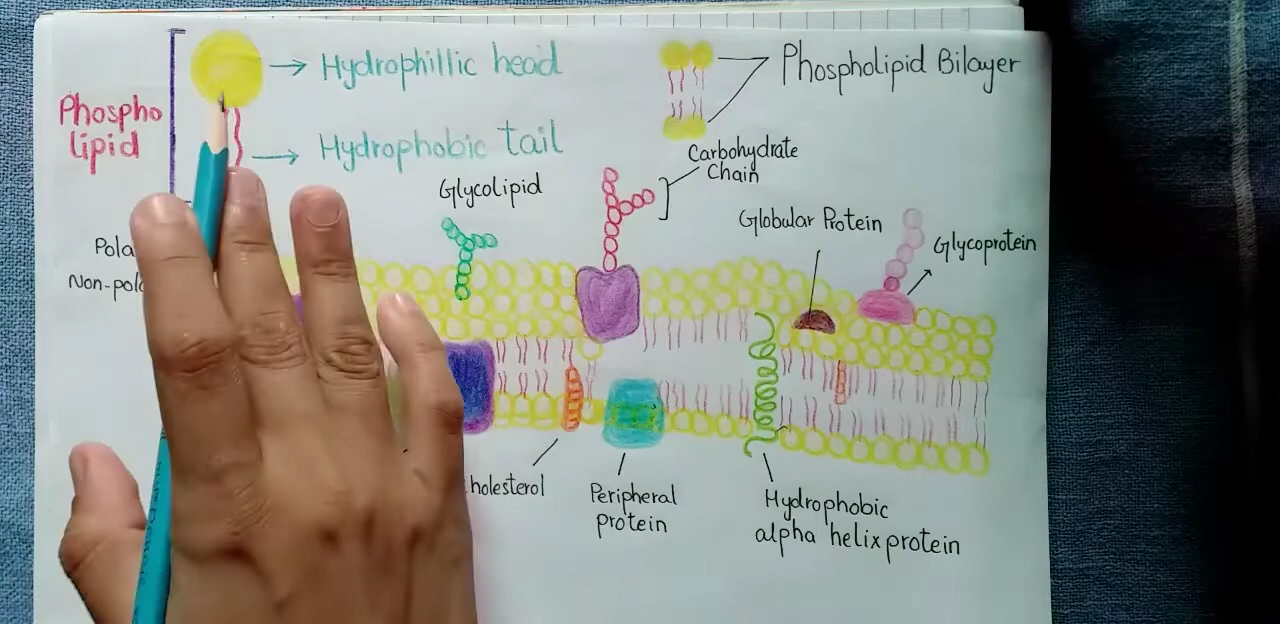 Hydrophillic head
Phospholipid Bilayer
Phospho
lipid
Hydrophobic tail
Carbohydrate
Chain
Glycolipid
Globular Protein
Glycoprotein
Pola
Non-pola
holesterol
Peripheral
protein
Hydrophobic
alpha helix protein